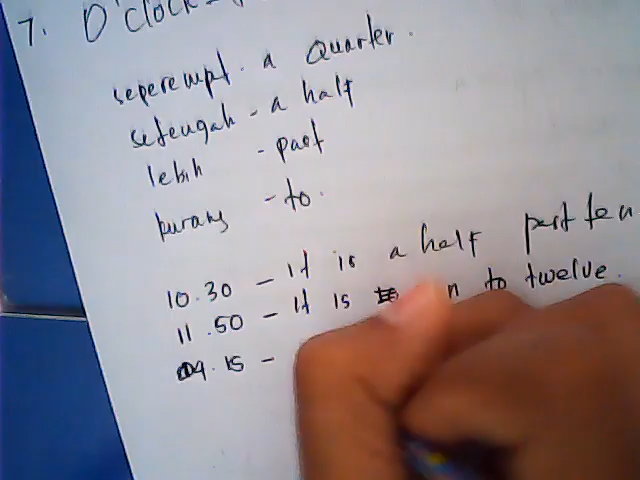 7. O'clock
seperempt - a Quarter.
setengah - a half
lebih - past
kurang - to.
10.30 - it is a half past ten
11.50 - it is to twelve.
09.15 -